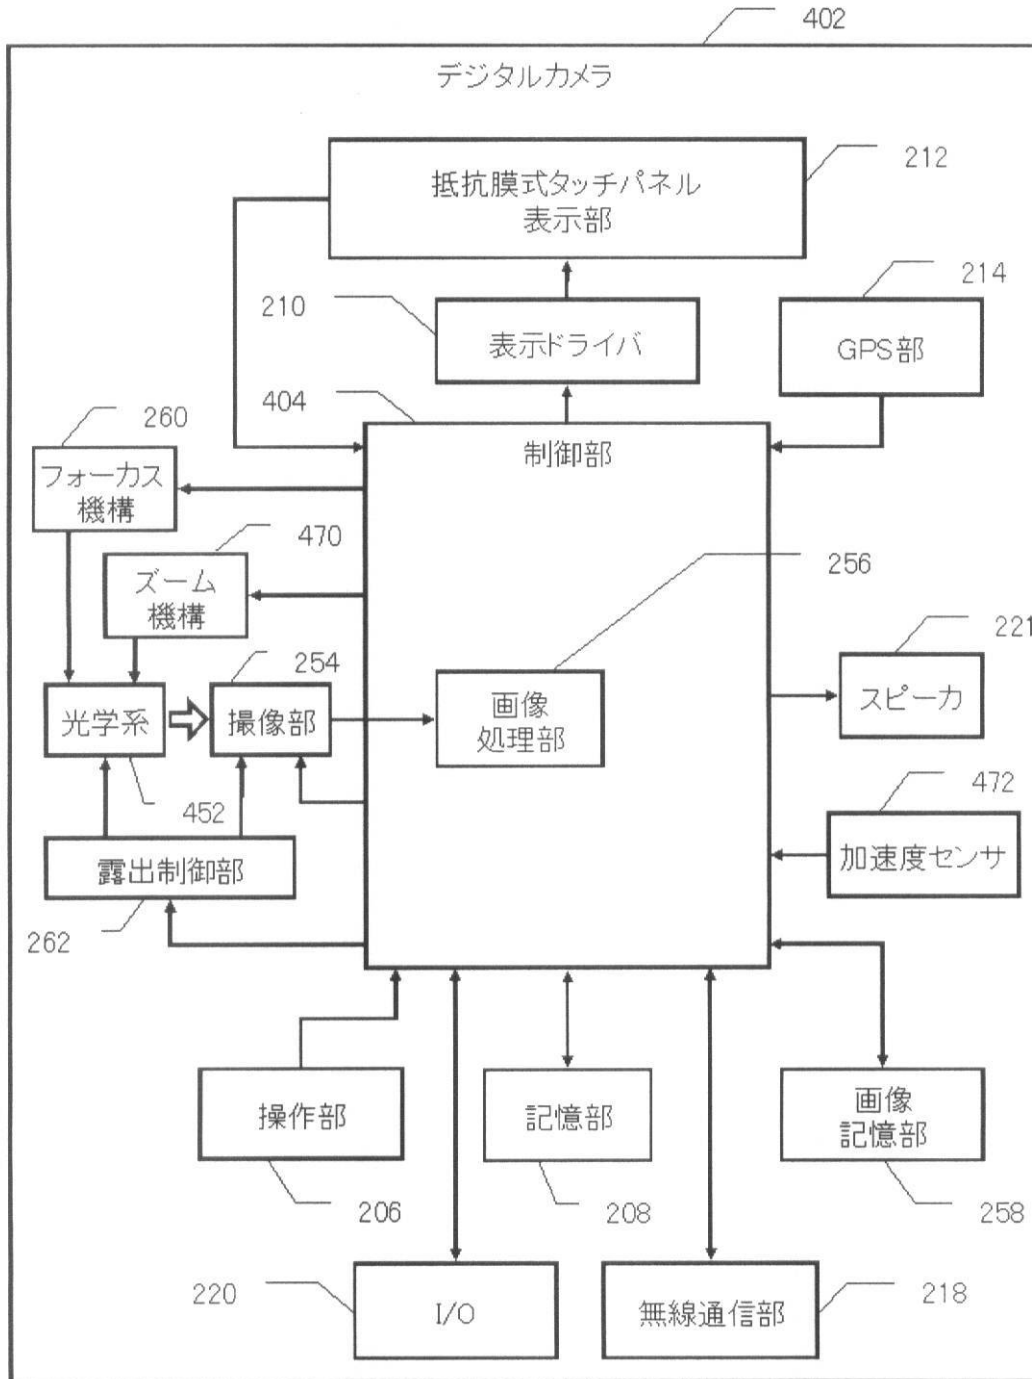 402
デジタルカメラ
212
抵抗膜式タッチパネル
表示部
210
表示ドライバ
214
GPS部
404
制御部
260
フォーカス
機構
470
ズーム
機構
256
画像
処理部
254
撮像部
光学系
452
221
スピーカ
472
加速度センサ
露出制御部
262
操作部
206
記憶部
208
画像
記憶部
258
220
I/O
無線通信部
218